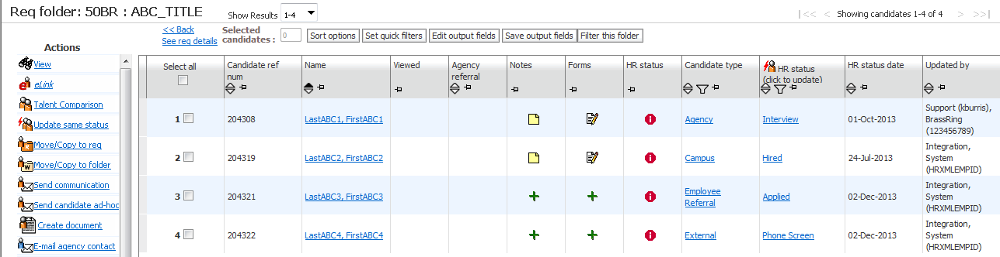 Req folder: 50BR : ABC_TITLE
Show Results 1-4
|<< < Showing candidates 1-4 of 4 > >>|
<< Back
See req details
Selected candidates : 0
Sort options
Set quick filters
Edit output fields
Save output fields
Filter this folder
Actions
View
eLink
Talent Comparison
Update same status
Move/Copy to req
Move/Copy to folder
Send communication
Send candidate ad-hoc
Create document
E-mail agency contact
Select all
Candidate ref num
Name
Viewed
Agency referral
Notes
Forms
HR status
Candidate type
HR status (click to update)
HR status date
Updated by
1 204308 LastABC1, FirstABC1 Agency Interview 01-Oct-2013 Support (kburris), BrassRing (123456789)
2 204319 LastABC2, FirstABC2 Campus Hired 24-Jul-2013 Integration, System (HRXMLEMPID)
3 204321 LastABC3, FirstABC3 Employee Referral Applied 02-Dec-2013 Integration, System (HRXMLEMPID)
4 204322 LastABC4, FirstABC4 External Phone Screen 02-Dec-2013 Integration, System (HRXMLEMPID)